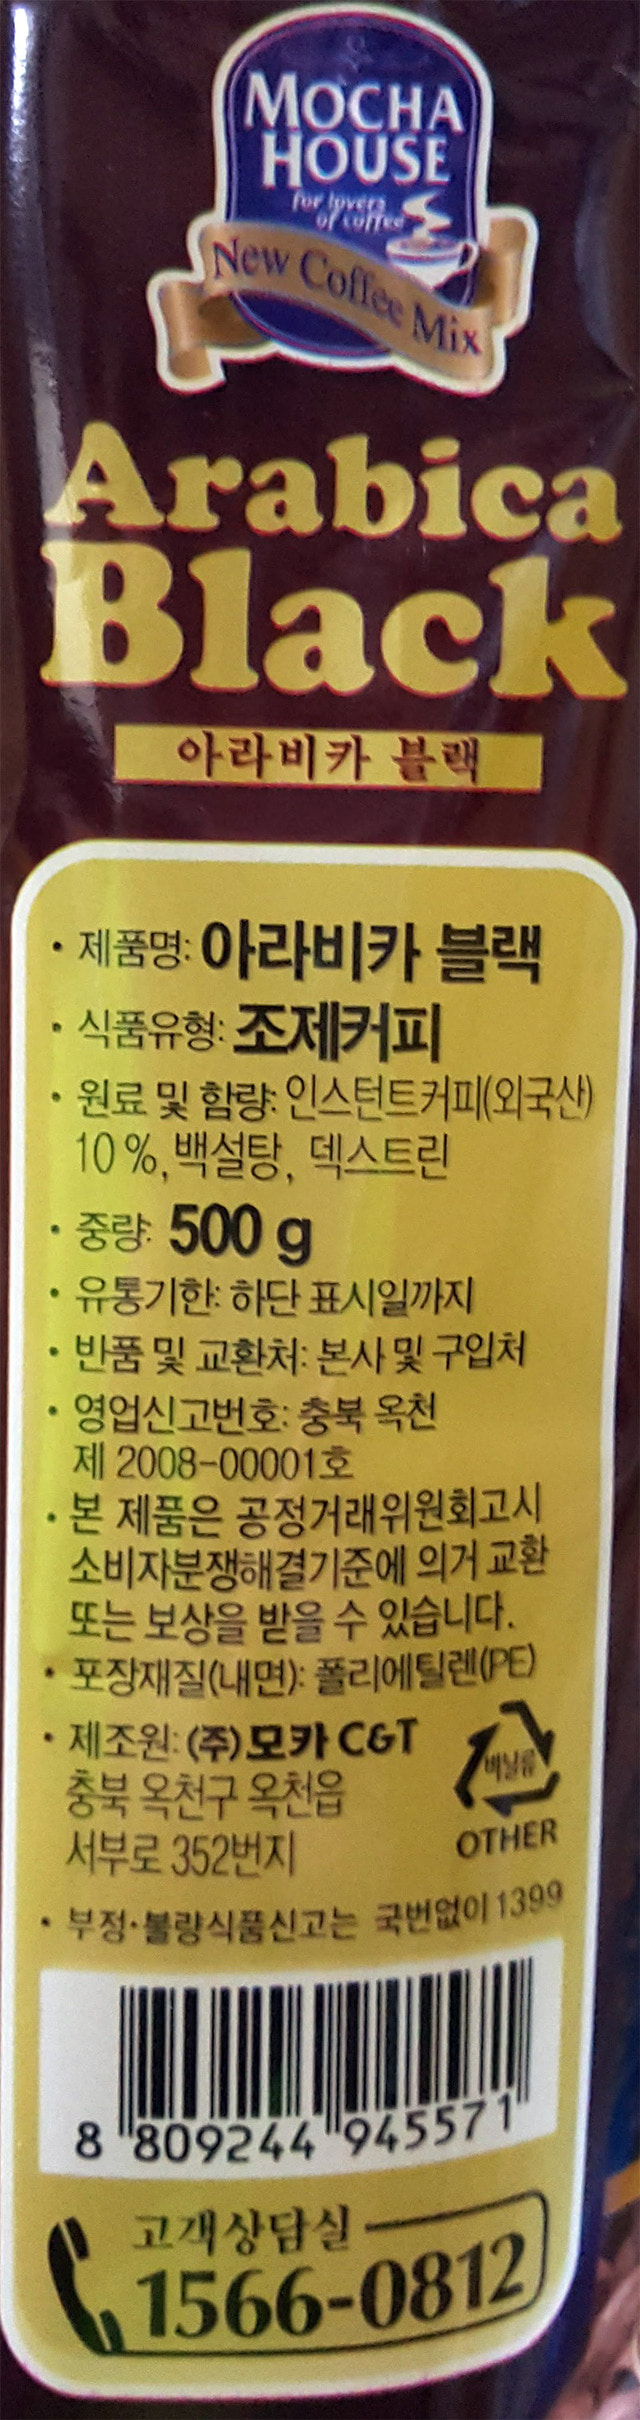 MOCHA
HOUSE
for lovers
of coffee
New Coffee Mix
Arabica
Black
아라비카 블랙
• 제품명: 아라비카 블랙
• 식품유형: 조제커피
• 원료 및 함량: 인스턴트커피(외국산)
10 %, 백설탕, 덱스트린
• 중량: 500 g
• 유통기한: 하단 표시일까지
• 반품 및 교환처: 본사 및 구입처
• 영업신고번호: 충북 옥천
제 2008-00001호
• 본 제품은 공정거래위원회고시
소비자분쟁해결기준에 의거 교환
또는 보상을 받을 수 있습니다.
• 포장재질(내면): 폴리에틸렌(PE)
• 제조원: (주)모카 C&T
충북 옥천구 옥천읍
서부로 352번지
비닐류
OTHER
• 부정·불량식품신고는 국번없이 1399
8 809244 945571
고객상담실
1566-0812